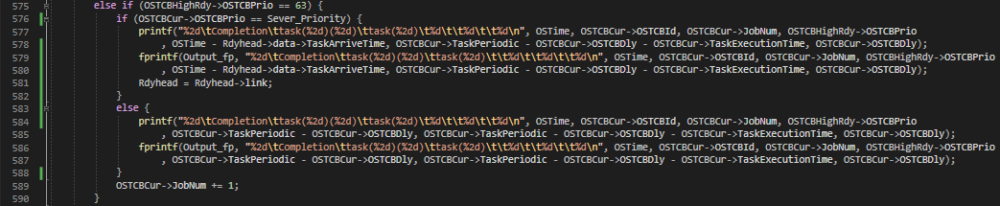 575 else if (OSTCBHighRdy->OSTCBPrio == 63) {
576 if (OSTCBCur->OSTCBPrio == Sever_Priority) {
577 printf("%2d\tCompletion\ttask(%2d)(%2d)\ttask(%2d)\t%d\t\t%d\t\t%d\n", OSTime, OSTCBCur->OSTCBId, OSTCBCur->JobNum, OSTCBHighRdy->OSTCBPrio
578 , OSTime - Rdyhead->data->TaskArriveTime, OSTCBCur->TaskPeriodic - OSTCBCur->OSTCBDly - OSTCBCur->TaskExecutionTime, OSTCBCur->OSTCBDly);
579 fprintf(Output_fp, "%2d\tCompletion\ttask(%2d)(%2d)\ttask(%2d)\t\t%d\t\t%d\t\t%d\n", OSTime, OSTCBCur->OSTCBId, OSTCBCur->JobNum, OSTCBHighRdy->OSTCBPrio
580 , OSTime - Rdyhead->data->TaskArriveTime, OSTCBCur->TaskPeriodic - OSTCBCur->OSTCBDly - OSTCBCur->TaskExecutionTime, OSTCBCur->OSTCBDly);
581 Rdyhead = Rdyhead->link;
582 }
583 else {
584 printf("%2d\tCompletion\ttask(%2d)(%2d)\ttask(%2d)\t%d\t\t%d\t\t%d\n", OSTime, OSTCBCur->OSTCBId, OSTCBCur->JobNum, OSTCBHighRdy->OSTCBPrio
585 , OSTCBCur->TaskPeriodic - OSTCBCur->OSTCBDly, OSTCBCur->TaskPeriodic - OSTCBCur->OSTCBDly - OSTCBCur->TaskExecutionTime, OSTCBCur->OSTCBDly);
586 fprintf(Output_fp, "%2d\tCompletion\ttask(%2d)(%2d)\ttask(%2d)\t\t%d\t\t%d\t\t%d\n", OSTime, OSTCBCur->OSTCBId, OSTCBCur->JobNum, OSTCBHighRdy->OSTCBPrio
587 , OSTCBCur->TaskPeriodic - OSTCBCur->OSTCBDly, OSTCBCur->TaskPeriodic - OSTCBCur->OSTCBDly - OSTCBCur->TaskExecutionTime, OSTCBCur->OSTCBDly);
588 }
589 OSTCBCur->JobNum += 1;
590 }